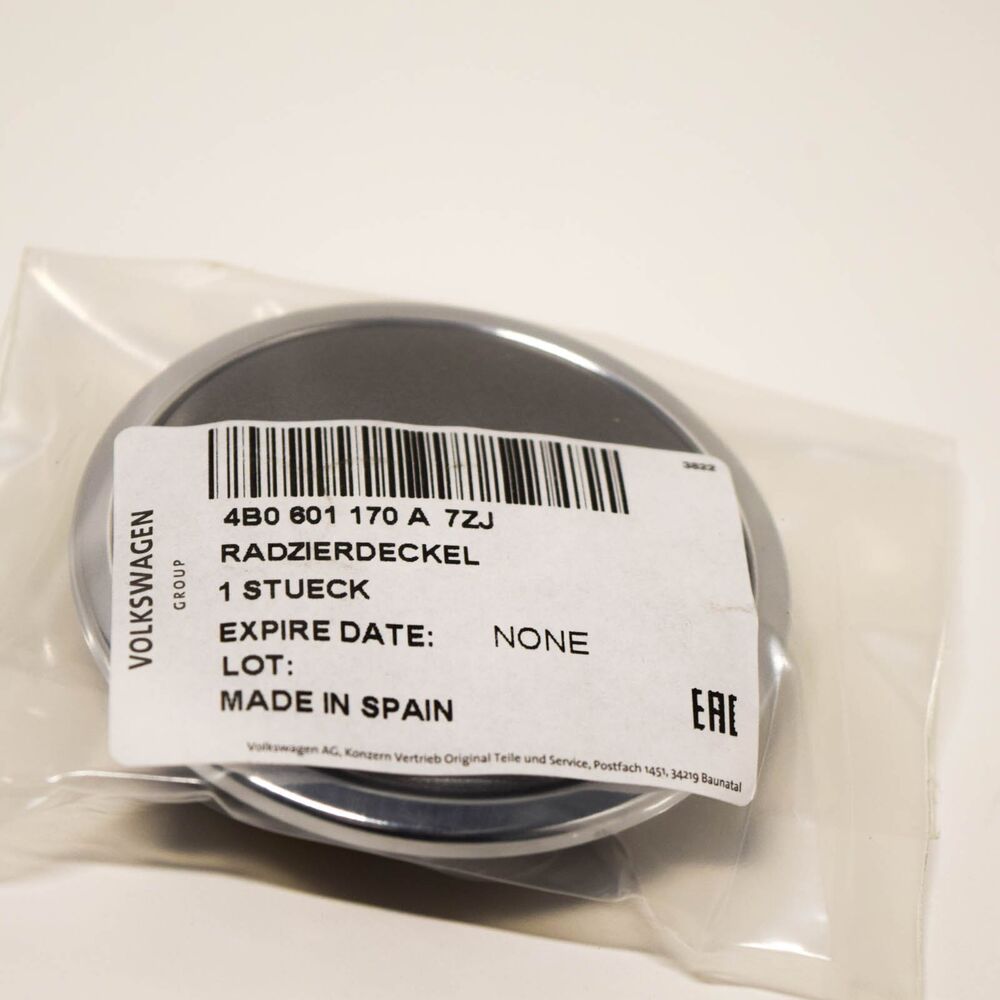 3822
4B0 601 170 A 7ZJ
RADZIERDECKEL
1 STUECK
EXPIRE DATE: NONE
LOT:
MADE IN SPAIN
VOLKSWAGEN
GROUP
EAC
Volkswagen AG, Konzern Vertrieb Original Teile und Service, Postfach 1451, 34219 Baunatal